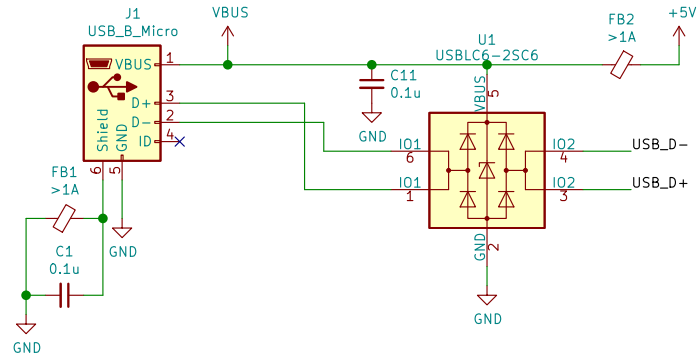 J1
USB_B_Micro
VBUS
FB2
>1A
+5V
U1
USBLC6-2SC6
VBUS
1
C11
0.1u
GND
VBUS
5
D+
3
D-
2
ID
4
Shield
GND
6
5
IO1
6
IO2
4
USB_D-
IO1
1
IO2
3
USB_D+
FB1
>1A
GND
GND
2
C1
0.1u
GND
GND